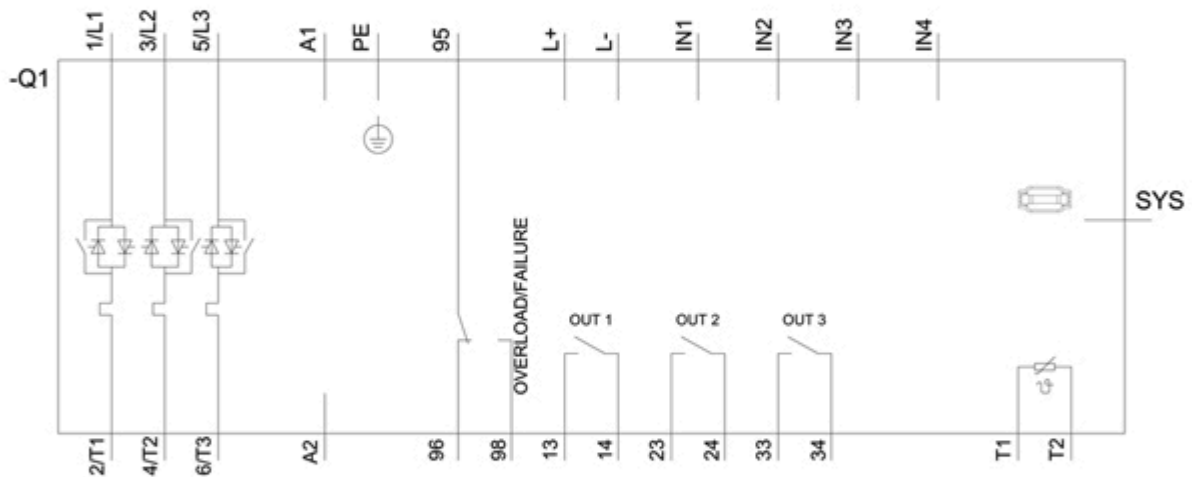 1/L1
3/L2
5/L3
A1
PE
95
L+
L-
IN1
IN2
IN3
IN4
-Q1
SYS
OVERLOAD/FAILURE
OUT 1
OUT 2
OUT 3
ϑ
2/T1
4/T2
6/T3
A2
96
98
13
14
23
24
33
34
T1
T2